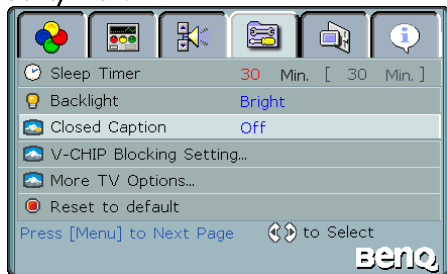 Sleep Timer 30 Min. [ 30 Min. ]
Backlight Bright
Closed Caption Off
V-CHIP Blocking Setting...
More TV Options...
Reset to default
Press [Menu] to Next Page to Select
BenQ